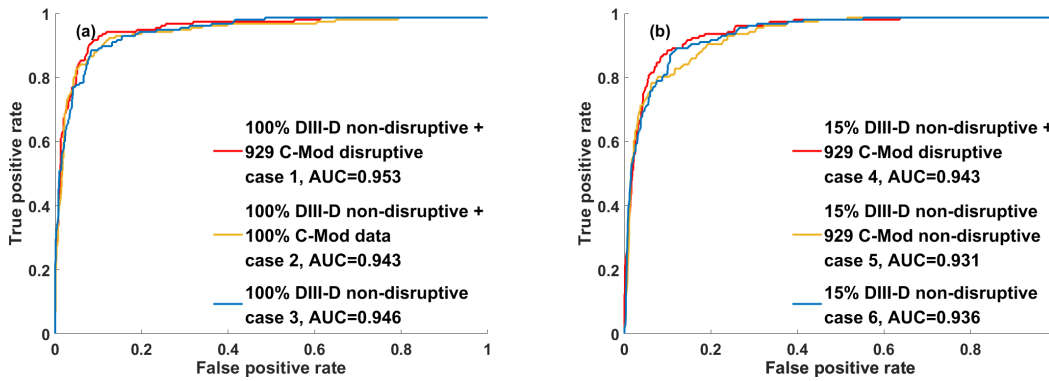 (a)
True positive rate
1
0.8
0.6
0.4
0.2
0
100% DIII-D non-disruptive +
929 C-Mod disruptive
case 1, AUC=0.953
100% DIII-D non-disruptive +
100% C-Mod data
case 2, AUC=0.943
100% DIII-D non-disruptive
case 3, AUC=0.946
0 0.2 0.4 0.6 0.8 1
False positive rate
(b)
True positive rate
1
0.8
0.6
0.4
0.2
0
15% DIII-D non-disruptive +
929 C-Mod disruptive
case 4, AUC=0.943
15% DIII-D non-disruptive
929 C-Mod non-disruptive
case 5, AUC=0.931
15% DIII-D non-disruptive
case 6, AUC=0.936
0 0.2 0.4 0.6 0.8
False positive rate